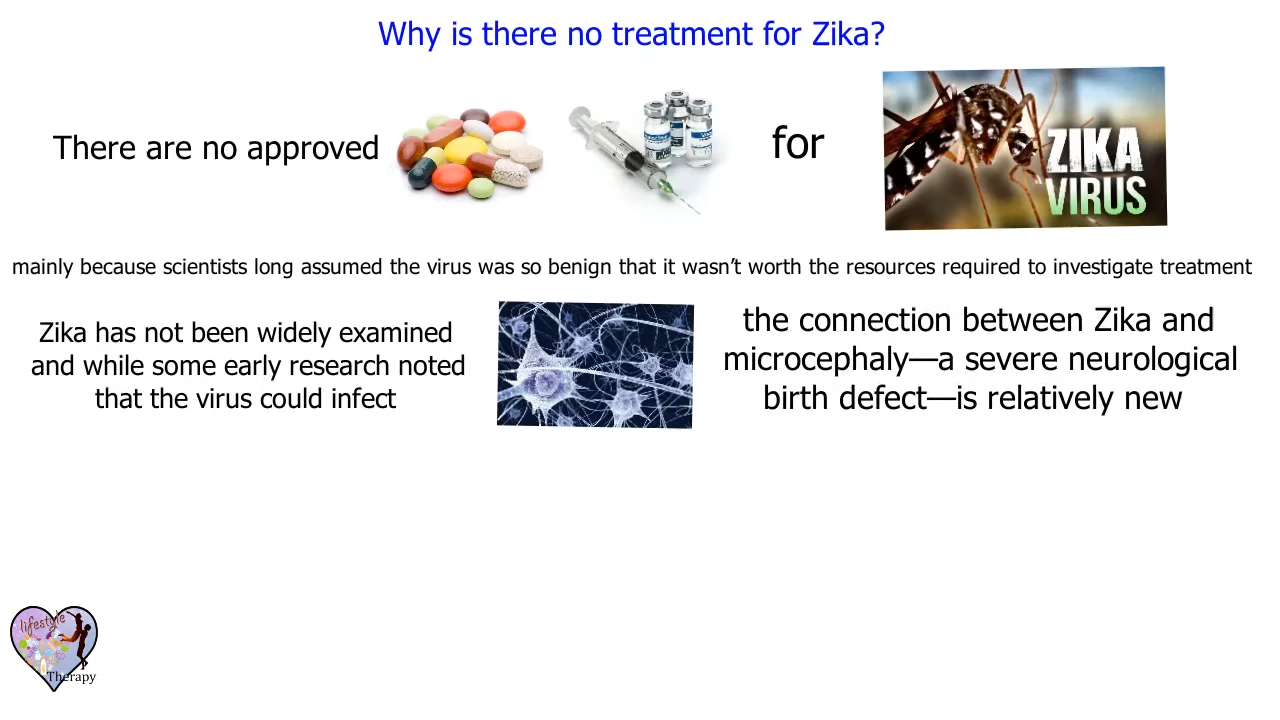 Why is there no treatment for Zika?
There are no approved
for
ZIKA
VIRUS
mainly because scientists long assumed the virus was so benign that it wasn’t worth the resources required to investigate treatment
Zika has not been widely examined
and while some early research noted
that the virus could infect
the connection between Zika and
microcephaly—a severe neurological
birth defect—is relatively new
lifestyle
Therapy